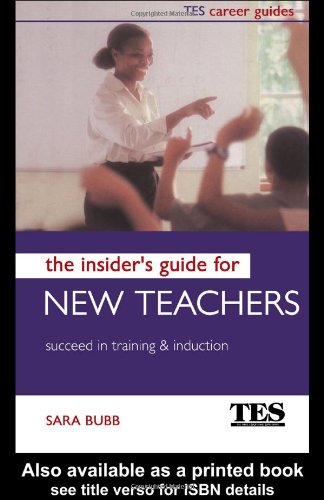 TES career guides
the insider's guide for
NEW TEACHERS
succeed in training & induction
SARA BUBB
TES
Also available as a printed book
see title verso for ISBN details